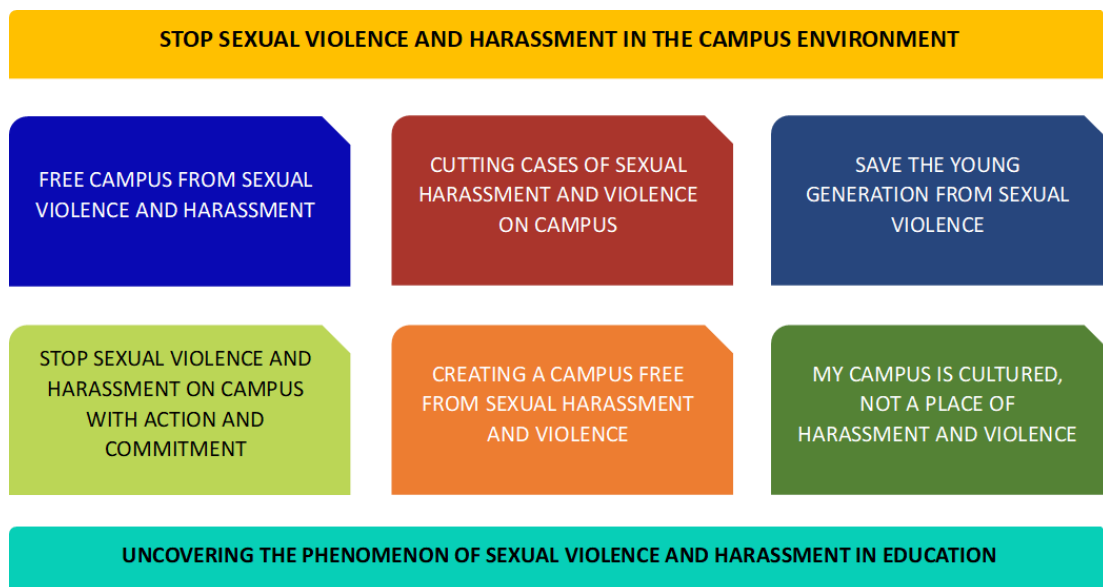 STOP SEXUAL VIOLENCE AND HARASSMENT IN THE CAMPUS ENVIRONMENT
FREE CAMPUS FROM SEXUAL
VIOLENCE AND HARASSMENT
CUTTING CASES OF SEXUAL
HARASSMENT AND VIOLENCE
ON CAMPUS
SAVE THE YOUNG
GENERATION FROM SEXUAL
VIOLENCE
STOP SEXUAL VIOLENCE AND
HARASSMENT ON CAMPUS
WITH ACTION AND
COMMITMENT
CREATING A CAMPUS FREE
FROM SEXUAL HARASSMENT
AND VIOLENCE
MY CAMPUS IS CULTURED,
NOT A PLACE OF
HARASSMENT AND VIOLENCE
UNCOVERING THE PHENOMENON OF SEXUAL VIOLENCE AND HARASSMENT IN EDUCATION